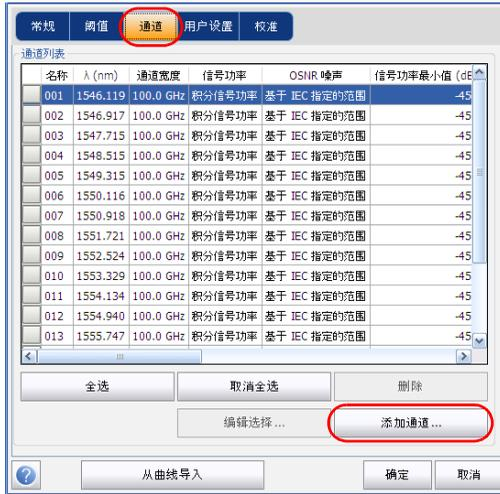 常规 阈值 通道 用户设置 校准
通道列表
名称 λ (nm) 通道宽度 信号功率 OSNR 噪声 信号功率最小值 (dE
001 1546.119 100.0 GHz 积分信号功率 基于 IEC 指定的范围 -45
002 1546.917 100.0 GHz 积分信号功率 基于 IEC 指定的范围 -45
003 1547.715 100.0 GHz 积分信号功率 基于 IEC 指定的范围 -45
004 1548.515 100.0 GHz 积分信号功率 基于 IEC 指定的范围 -45
005 1549.315 100.0 GHz 积分信号功率 基于 IEC 指定的范围 -45
006 1550.116 100.0 GHz 积分信号功率 基于 IEC 指定的范围 -45
007 1550.918 100.0 GHz 积分信号功率 基于 IEC 指定的范围 -45
008 1551.721 100.0 GHz 积分信号功率 基于 IEC 指定的范围 -45
009 1552.524 100.0 GHz 积分信号功率 基于 IEC 指定的范围 -45
010 1553.329 100.0 GHz 积分信号功率 基于 IEC 指定的范围 -45
011 1554.134 100.0 GHz 积分信号功率 基于 IEC 指定的范围 -45
012 1554.940 100.0 GHz 积分信号功率 基于 IEC 指定的范围 -45
013 1555.747 100.0 GHz 积分信号功率 基于 IEC 指定的范围 -45
全选 取消全选 删除
编辑选择... 添加通道...
? 从曲线导入 确定 取消